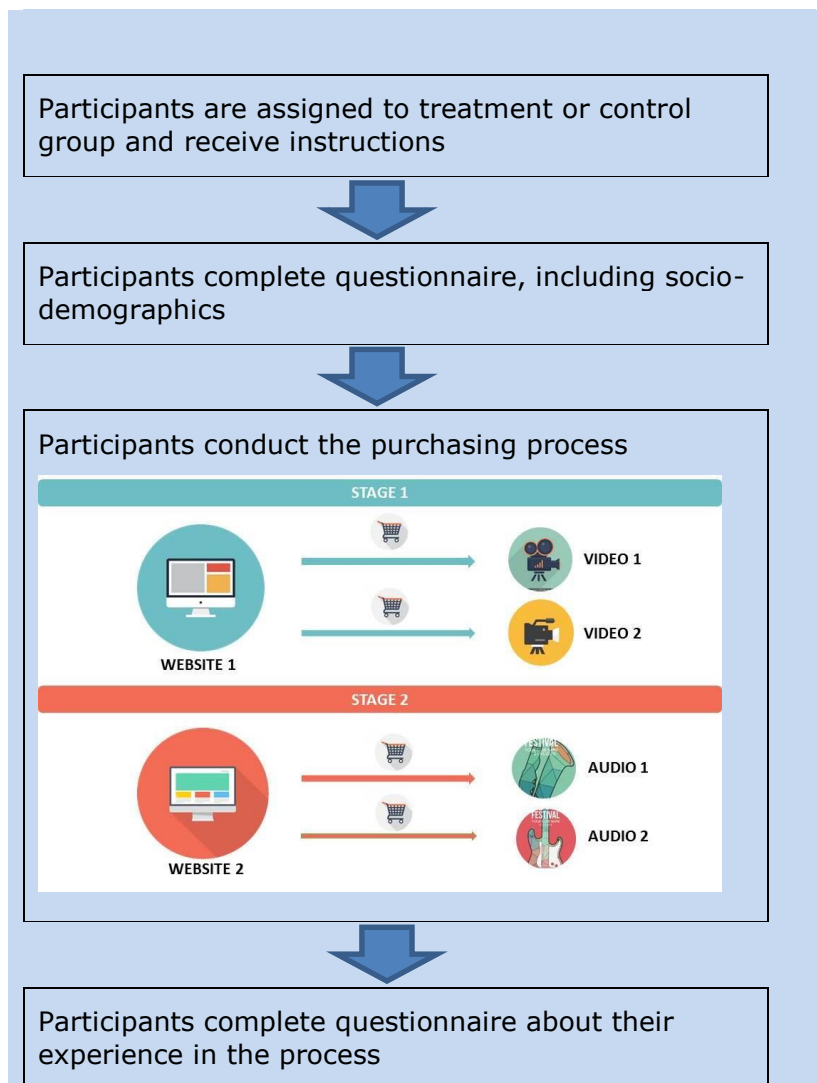 Participants are assigned to treatment or control
group and receive instructions
Participants complete questionnaire, including socio-
demographics
Participants conduct the purchasing process
STAGE 1
VIDEO 1
VIDEO 2
WEBSITE 1
STAGE 2
FESTIVAL
AUDIO 1
FESTIVAL
AUDIO 2
WEBSITE 2
Participants complete questionnaire about their
experience in the process